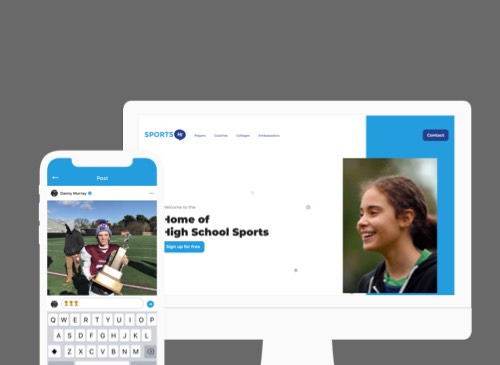 SPORTS
Players Coaches Colleges Ambassadors
Contact
Welcome to the
Home of
High School Sports
Sign up for free
Post
Danny Murray
Q W E R T Y U I O P
A S D F G H J K L
Z X C V B N M